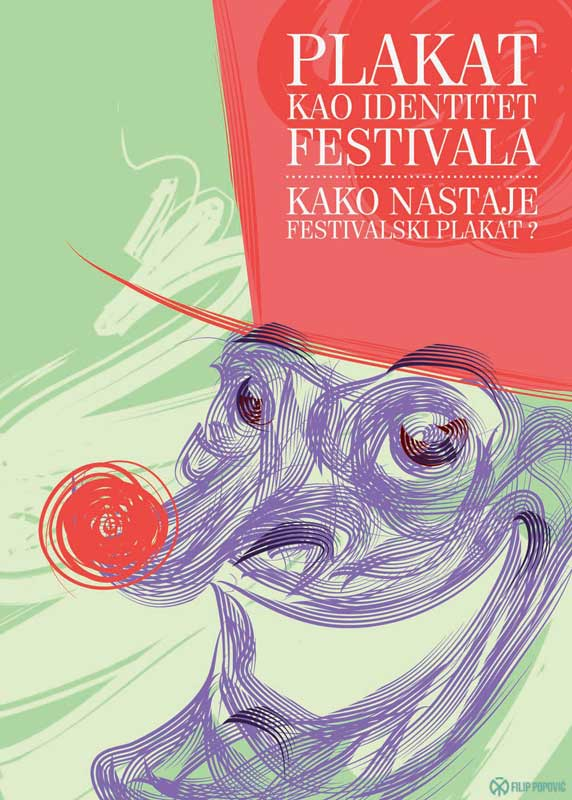 PLAKAT
KAO IDENTITET
FESTIVALA
KAKO NASTAJE
FESTIVALSKI PLAKAT ?
FILIP POPOVIĆ